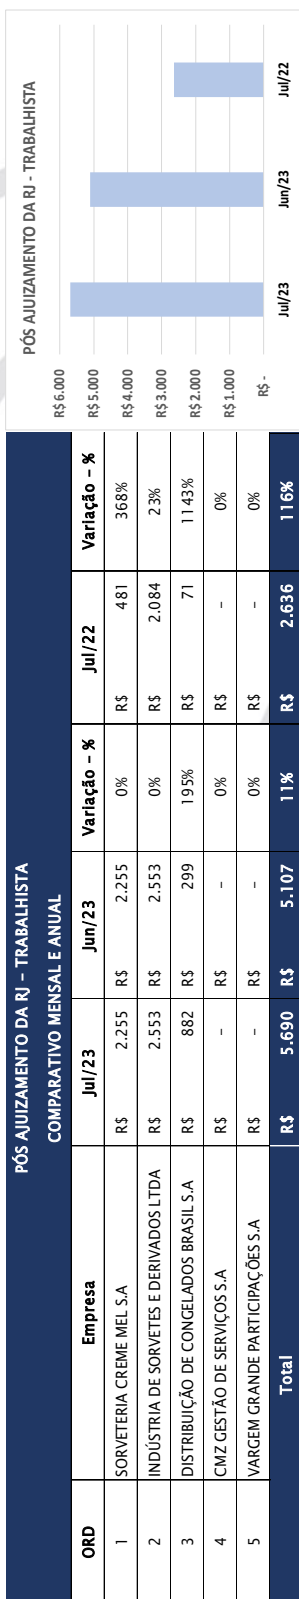 PÓS AJUIZAMENTO DA RJ – TRABALHISTA
COMPARATIVO MENSAL E ANUAL
ORD Empresa Jul/23 Jun/23 Variação – % Jul/22 Variação – %
1 SORVETERIA CREME MEL S.A R$ 2.255 R$ 2.255 0% R$ 481 368%
2 INDÚSTRIA DE SORVETES E DERIVADOS LTDA R$ 2.553 R$ 2.553 0% R$ 2.084 23%
3 DISTRIBUIÇÃO DE CONGELADOS BRASIL S.A R$ 882 R$ 299 195% R$ 71 1143%
4 CMZ GESTÃO DE SERVIÇOS S.A R$ – R$ – 0% R$ – 0%
5 VARGEM GRANDE PARTICIPAÇÕES S.A R$ – R$ – 0% R$ – 0%
Total R$ 5.690 R$ 5.107 11% R$ 2.636 116%
PÓS AJUIZAMENTO DA RJ - TRABALHISTA
R$6.000
R$5.000
R$4.000
R$3.000
R$2.000
R$1.000
R$-
Jul/23 Jun/23 Jul/22